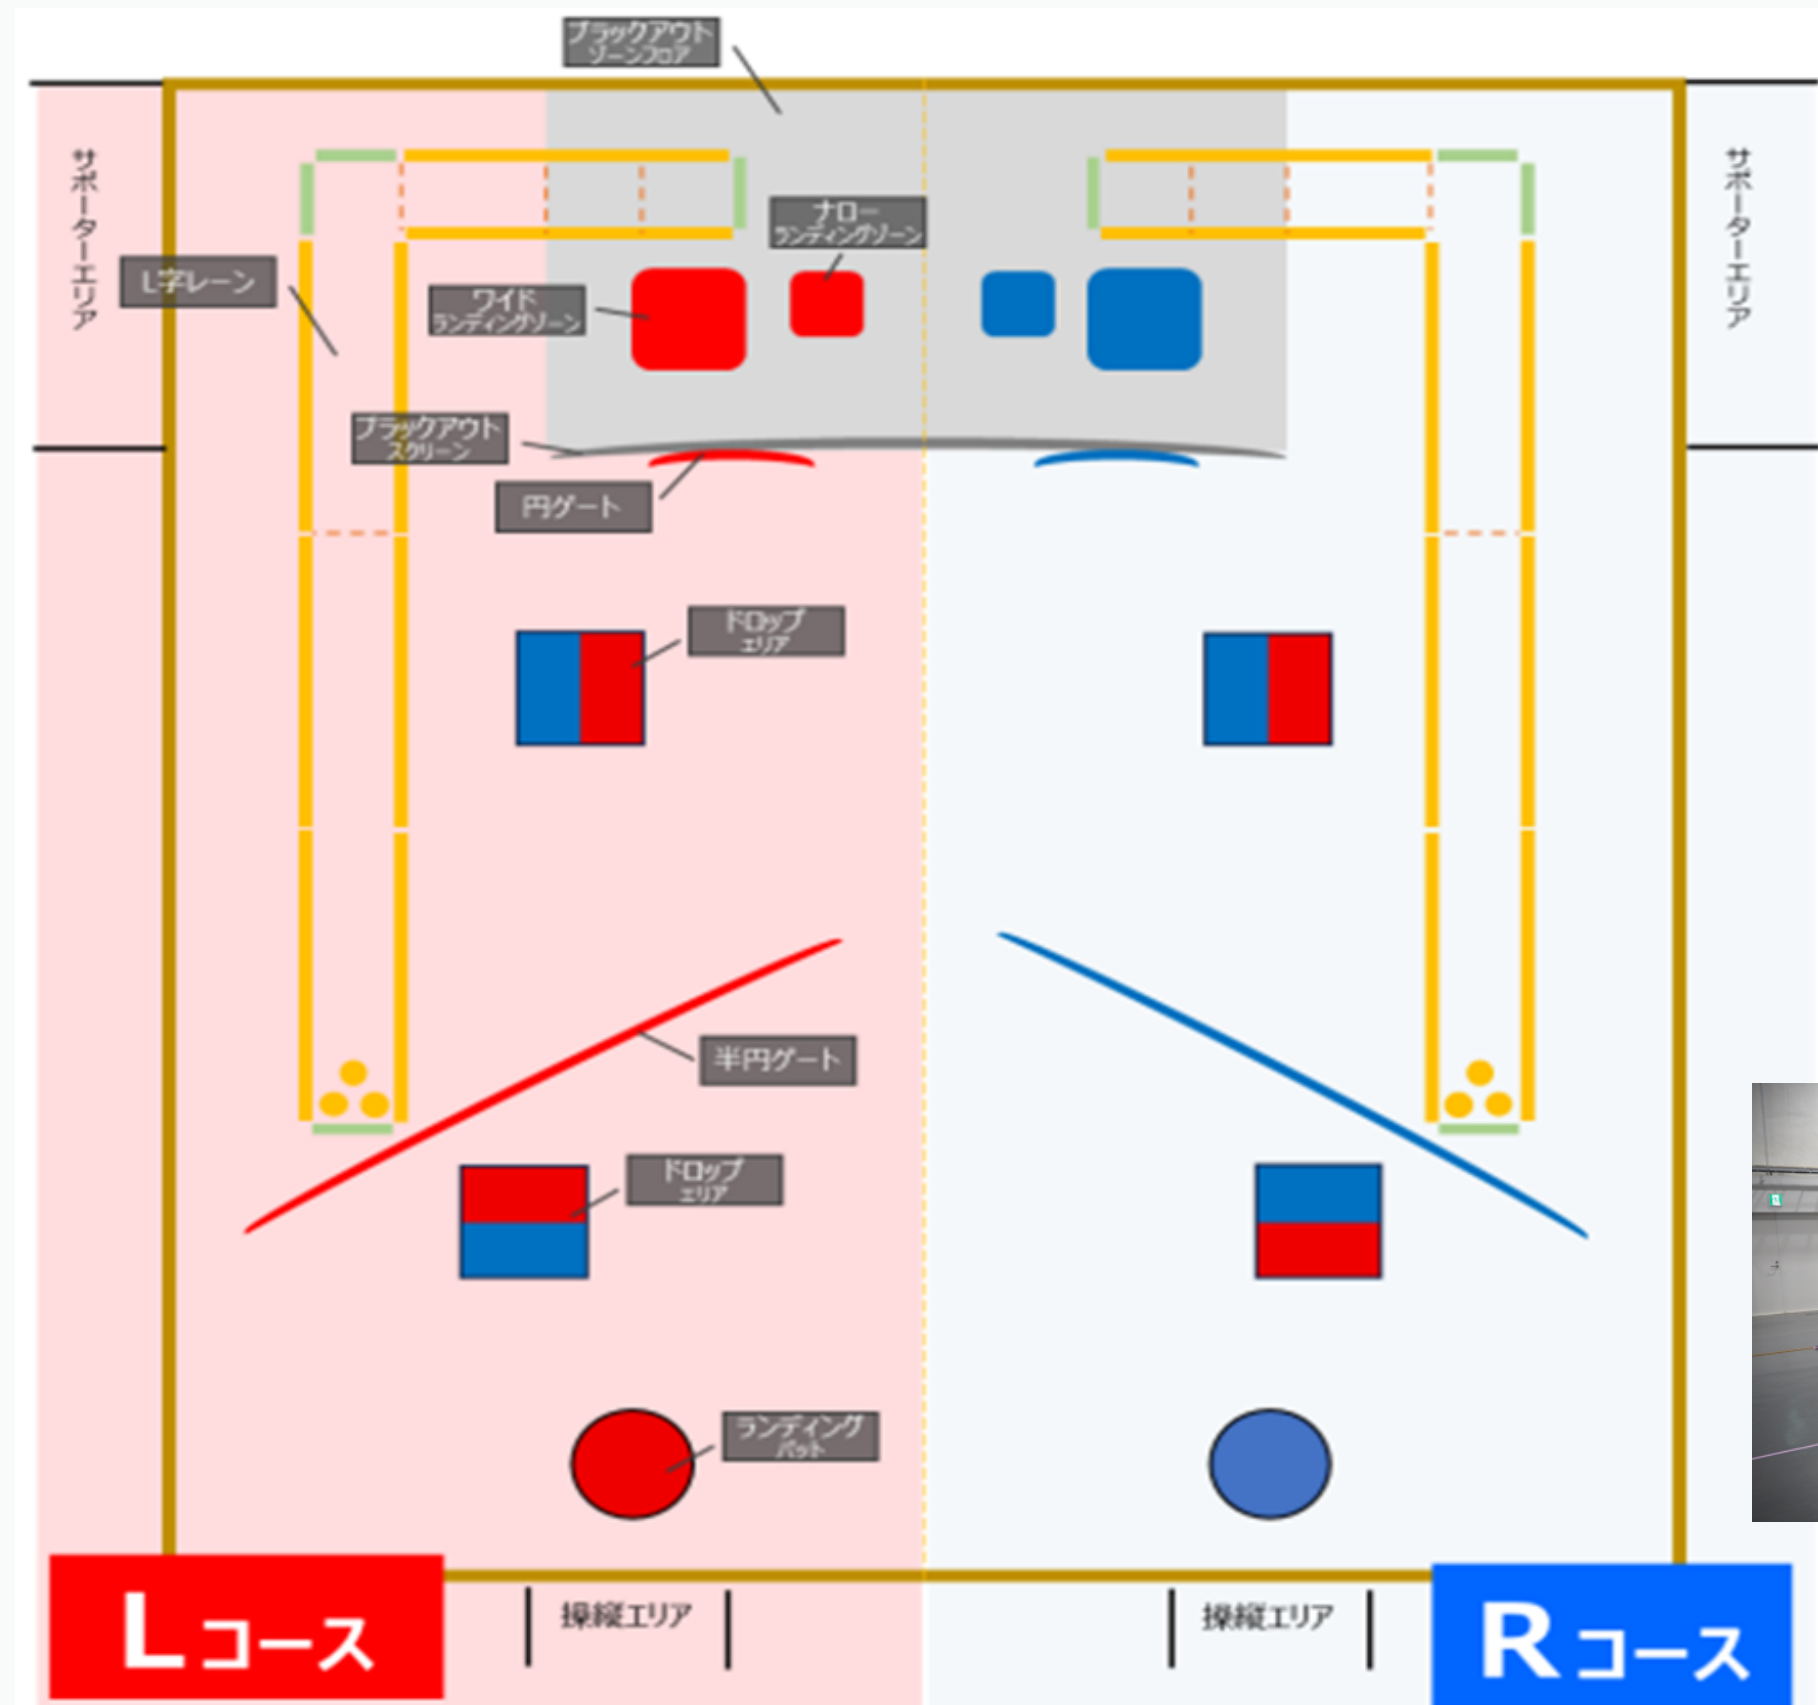 ブラックアウト
ゾーンフロア
サポーターエリア
サポーターエリア
ナロー
ランディングゾーン
L字レーン
ワイド
ランディングゾーン
ブラックアウト
スクリーン
円ゲート
ドロップ
エリア
半円ゲート
ドロップ
エリア
ランディング
パット
Lコース
操縦エリア
操縦エリア
Rコース